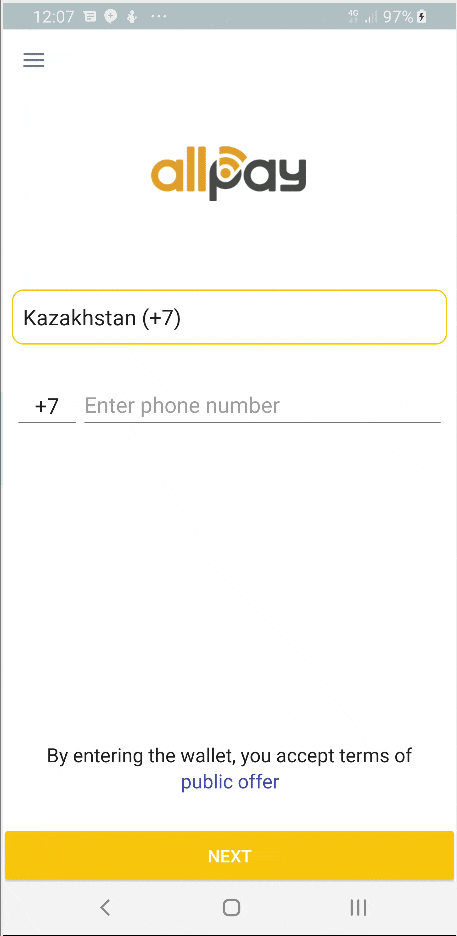 12:07 ··· 4G 97%
allpay
Kazakhstan (+7)
+7 Enter phone number
By entering the wallet, you accept terms of
public offer
NEXT